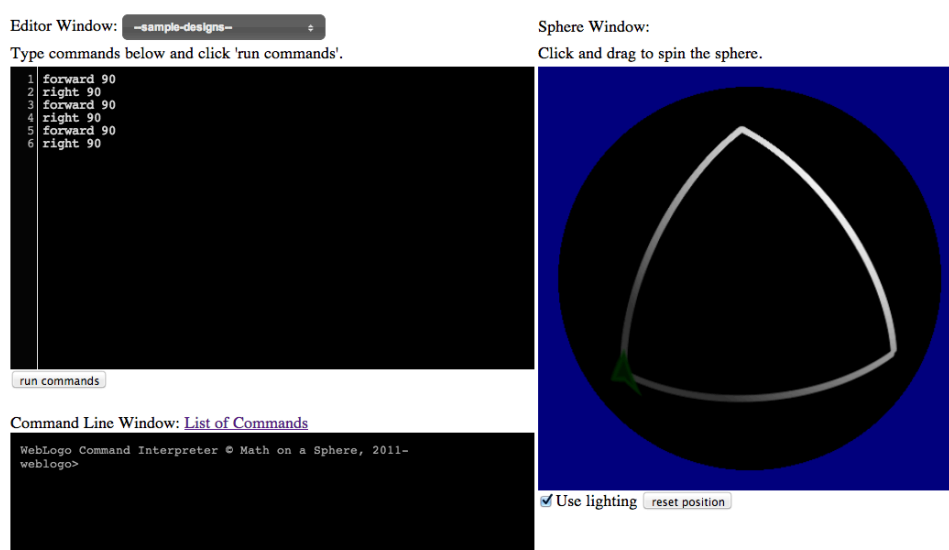 Editor Window: --sample-designs--
Type commands below and click 'run commands'.
1 forward 90
2 right 90
3 forward 90
4 right 90
5 forward 90
6 right 90
run commands
Command Line Window: List of Commands
WebLogo Command Interpreter © Math on a Sphere, 2011-
weblogo>
Sphere Window:
Click and drag to spin the sphere.
Use lighting reset position